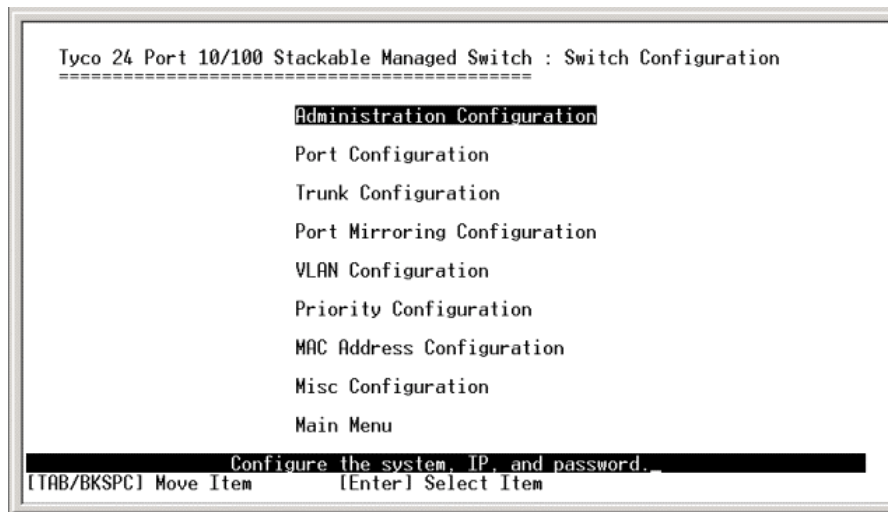 Tyco 24 Port 10/100 Stackable Managed Switch : Switch Configuration
============================================
Administration Configuration
Port Configuration
Trunk Configuration
Port Mirroring Configuration
VLAN Configuration
Priority Configuration
MAC Address Configuration
Misc Configuration
Main Menu
Configure the system, IP, and password._
[TAB/BKSPC] Move Item [Enter] Select Item